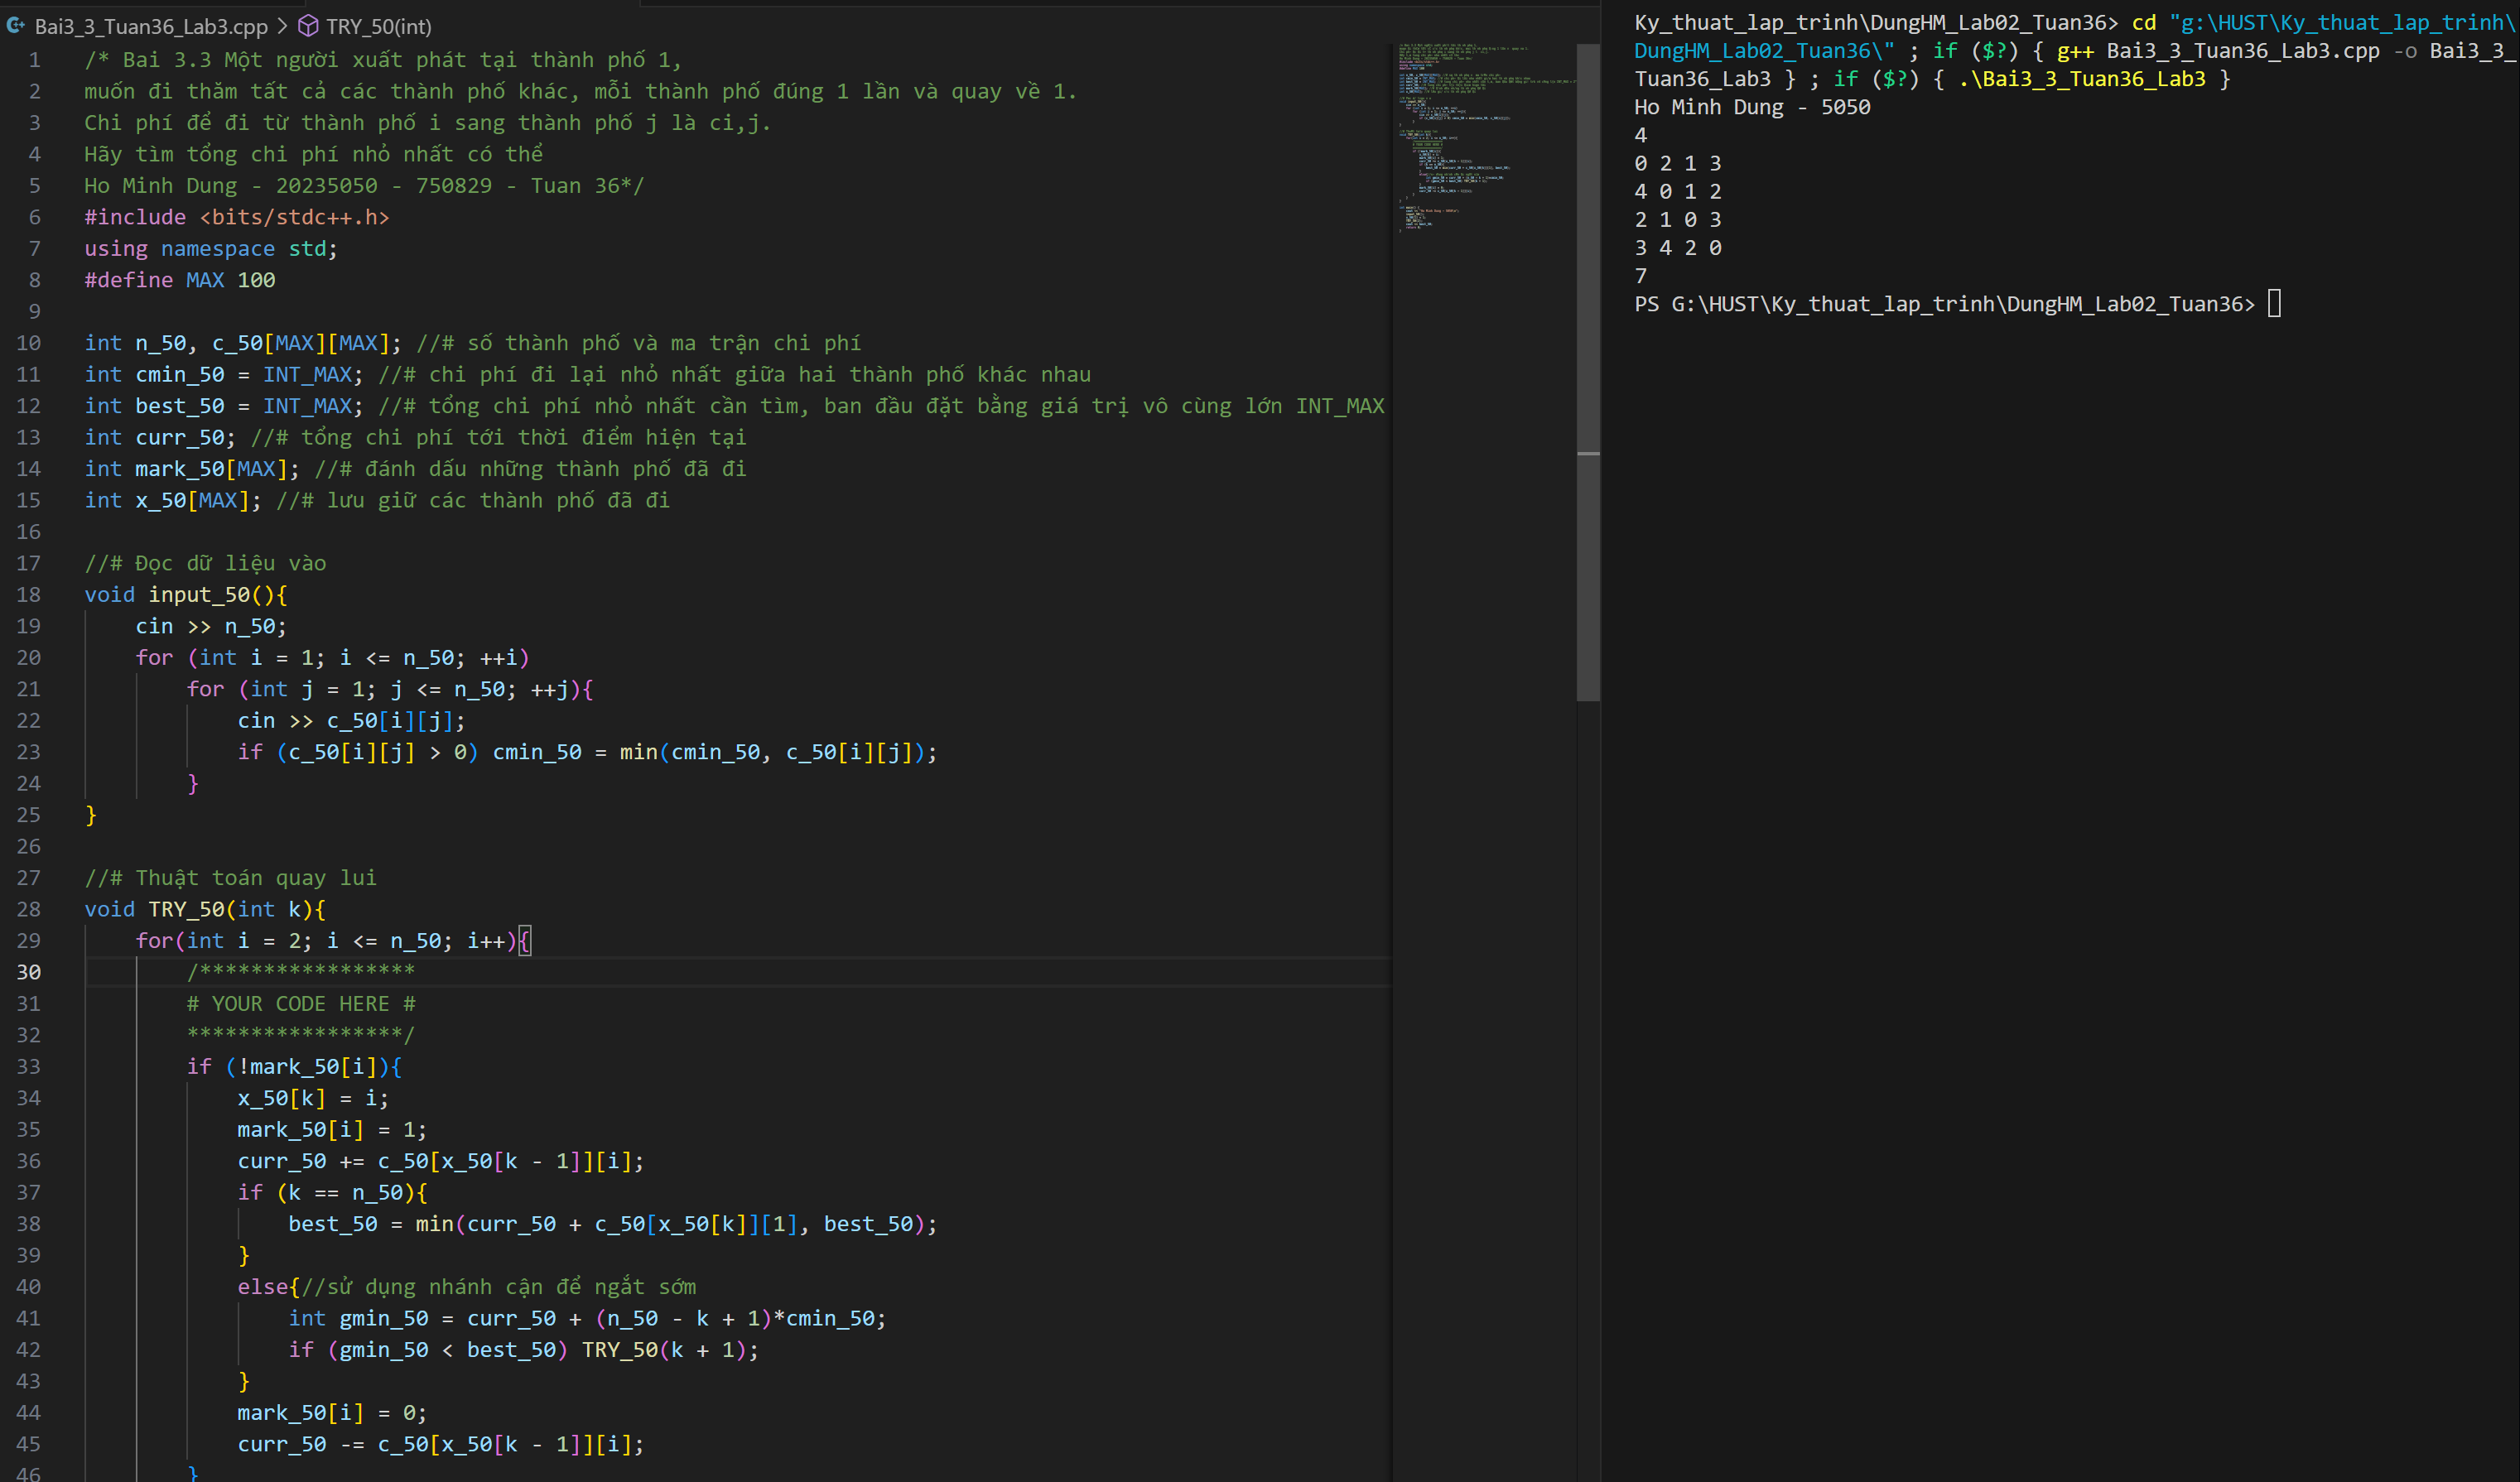 Bai3_3_Tuan36_Lab3.cpp > TRY_50(int)
1 /* Bai 3.3 Một người xuất phát tại thành phố 1,
2 muốn đi thăm tất cả các thành phố khác, mỗi thành phố đúng 1 lần và quay về 1.
3 Chi phí để đi từ thành phố i sang thành phố j là ci,j.
4 Hãy tìm tổng chi phí nhỏ nhất có thể
5 Ho Minh Dung - 20235050 - 750829 - Tuan 36*/
6 #include <bits/stdc++.h>
7 using namespace std;
8 #define MAX 100
9
10 int n_50, c_50[MAX][MAX]; //# số thành phố và ma trận chi phí
11 int cmin_50 = INT_MAX; //# chi phí đi lại nhỏ nhất giữa hai thành phố khác nhau
12 int best_50 = INT_MAX; //# tổng chi phí nhỏ nhất cần tìm, ban đầu đặt bằng giá trị vô cùng lớn INT_MAX
13 int curr_50; //# tổng chi phí tới thời điểm hiện tại
14 int mark_50[MAX]; //# đánh dấu những thành phố đã đi
15 int x_50[MAX]; //# lưu giữ các thành phố đã đi
16
17 //# Đọc dữ liệu vào
18 void input_50(){
19 cin >> n_50;
20 for (int i = 1; i <= n_50; ++i)
21 for (int j = 1; j <= n_50; ++j){
22 cin >> c_50[i][j];
23 if (c_50[i][j] > 0) cmin_50 = min(cmin_50, c_50[i][j]);
24 }
25 }
26
27 //# Thuật toán quay lui
28 void TRY_50(int k){
29 for(int i = 2; i <= n_50; i++){
30 /*****************
31 # YOUR CODE HERE #
32 *****************/
33 if (!mark_50[i]){
34 x_50[k] = i;
35 mark_50[i] = 1;
36 curr_50 += c_50[x_50[k - 1]][i];
37 if (k == n_50){
38 best_50 = min(curr_50 + c_50[x_50[k]][1], best_50);
39 }
40 else{//sử dụng nhánh cận để ngắt sớm
41 int gmin_50 = curr_50 + (n_50 - k + 1)*cmin_50;
42 if (gmin_50 < best_50) TRY_50(k + 1);
43 }
44 mark_50[i] = 0;
45 curr_50 -= c_50[x_50[k - 1]][i];
46 }
Ky_thuat_lap_trinh\DungHM_Lab02_Tuan36> cd "g:\HUST\Ky_thuat_lap_trinh\
DungHM_Lab02_Tuan36\" ; if ($?) { g++ Bai3_3_Tuan36_Lab3.cpp -o Bai3_3_
Tuan36_Lab3 } ; if ($?) { .\Bai3_3_Tuan36_Lab3 }
Ho Minh Dung - 5050
4
0 2 1 3
4 0 1 2
2 1 0 3
3 4 2 0
7
PS G:\HUST\Ky_thuat_lap_trinh\DungHM_Lab02_Tuan36>